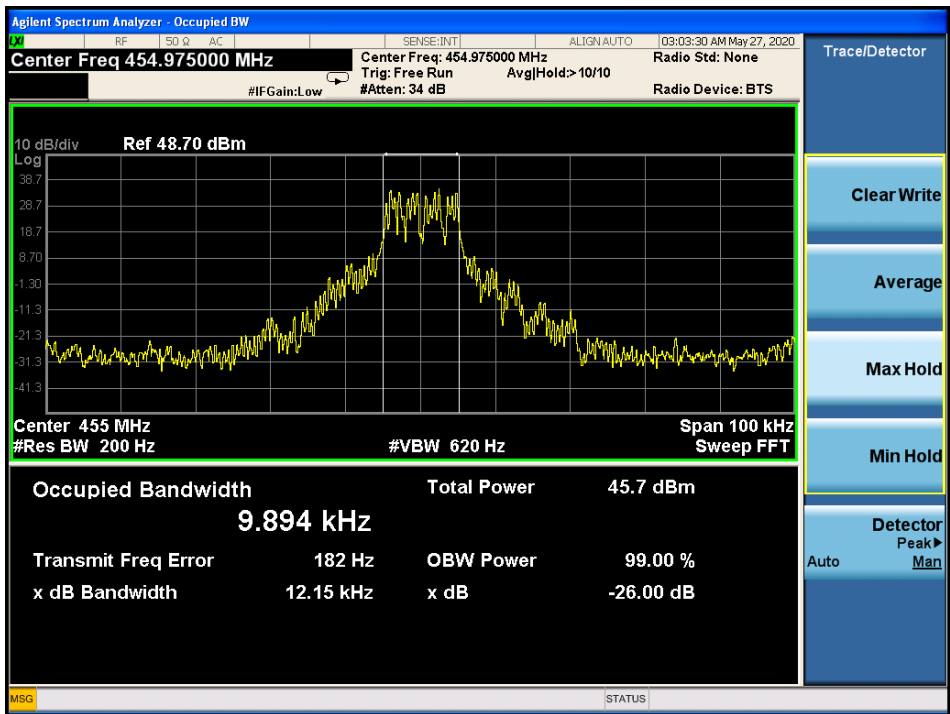 Agilent Spectrum Analyzer - Occupied BW
LXI RF 50 Ω AC SENSE:INT ALIGN AUTO 03:03:30 AM May 27, 2020
Center Freq 454.975000 MHz
Center Freq: 454.975000 MHz
Radio Std: None
Trig: Free Run Avg|Hold:>10/10
#IFGain:Low
#Atten: 34 dB
Radio Device: BTS
10 dB/div Ref 48.70 dBm
Log
38.7
28.7
18.7
8.70
-1.30
-11.3
-21.3
-31.3
-41.3
Center 455 MHz
Span 100 kHz
#Res BW 200 Hz
#VBW 620 Hz
Sweep FFT
Occupied Bandwidth
Total Power 45.7 dBm
9.894 kHz
Transmit Freq Error 182 Hz
OBW Power 99.00 %
x dB Bandwidth 12.15 kHz
x dB -26.00 dB
Trace/Detector
Clear Write
Average
Max Hold
Min Hold
Detector
Peak▶
Auto Man
MSG
STATUS